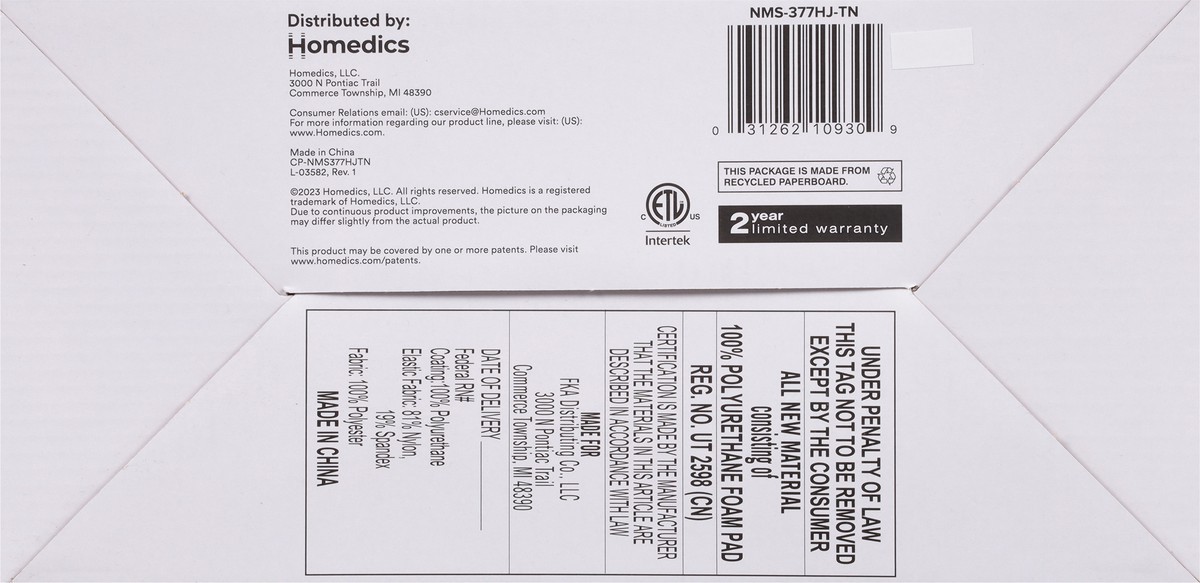 Distributed by:
Homedics
Homedics, LLC.
3000 N Pontiac Trail
Commerce Township, MI 48390
Consumer Relations email: (US): cservice@Homedics.com
For more information regarding our product line, please visit: (US):
www.Homedics.com.
Made in China
CP-NMS377HJTN
L-03582, Rev. 1
©2023 Homedics, LLC. All rights reserved. Homedics is a registered
trademark of Homedics, LLC.
Due to continuous product improvements, the picture on the packaging
may differ slightly from the actual product.
This product may be covered by one or more patents. Please visit
www.homedics.com/patents.
NMS-377HJ-TN
0 31262 10930 9
THIS PACKAGE IS MADE FROM
RECYCLED PAPERBOARD.
C ETL US
LISTED
Intertek
2 year
limited warranty
UNDER PENALTY OF LAW
THIS TAG NOT TO BE REMOVED
EXCEPT BY THE CONSUMER
ALL NEW MATERIAL
consisting of
100% POLYURETHANE FOAM PAD
REG. NO. UT 2598 (CN)
CERTIFICATION IS MADE BY THE MANUFACTURER
THAT THE MATERIALS IN THIS ARTICLE ARE
DESCRIBED IN ACCORDANCE WITH LAW
MADE FOR
FKA Distributing Co., LLC
3000 N Pontiac Trail
Commerce Township, MI 48390
DATE OF DELIVERY
Federal RN#
Coating:100% Polyurethane
Elastic Fabric: 81% Nylon,
19% Spandex
Fabric: 100% Polyester
MADE IN CHINA